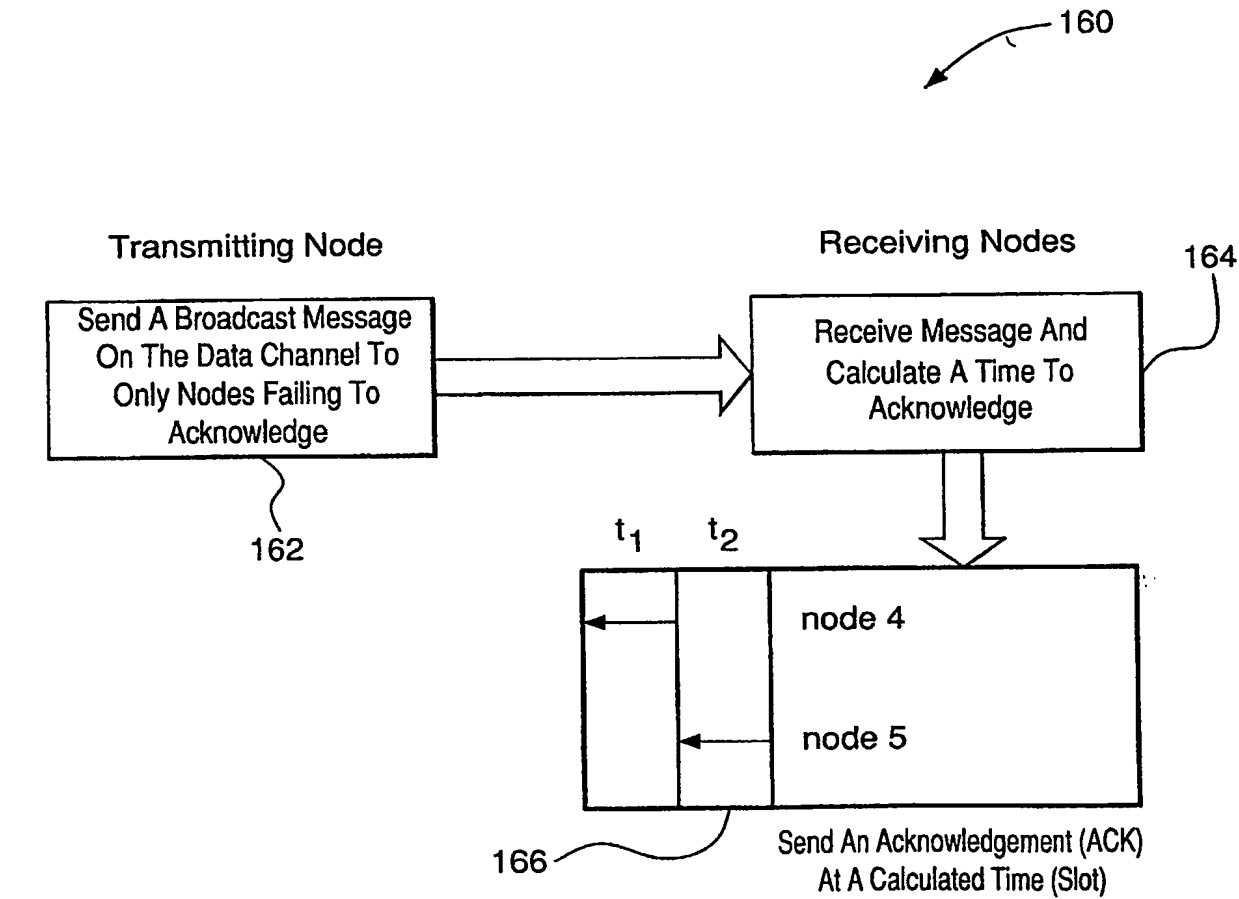 160
Transmitting Node
Receiving Nodes
164
Send A Broadcast Message
On The Data Channel To
Only Nodes Failing To
Acknowledge
Receive Message And
Calculate A Time To
Acknowledge
162
t1
t2
node 4
node 5
166
Send An Acknowledgement (ACK)
At A Calculated Time (Slot)